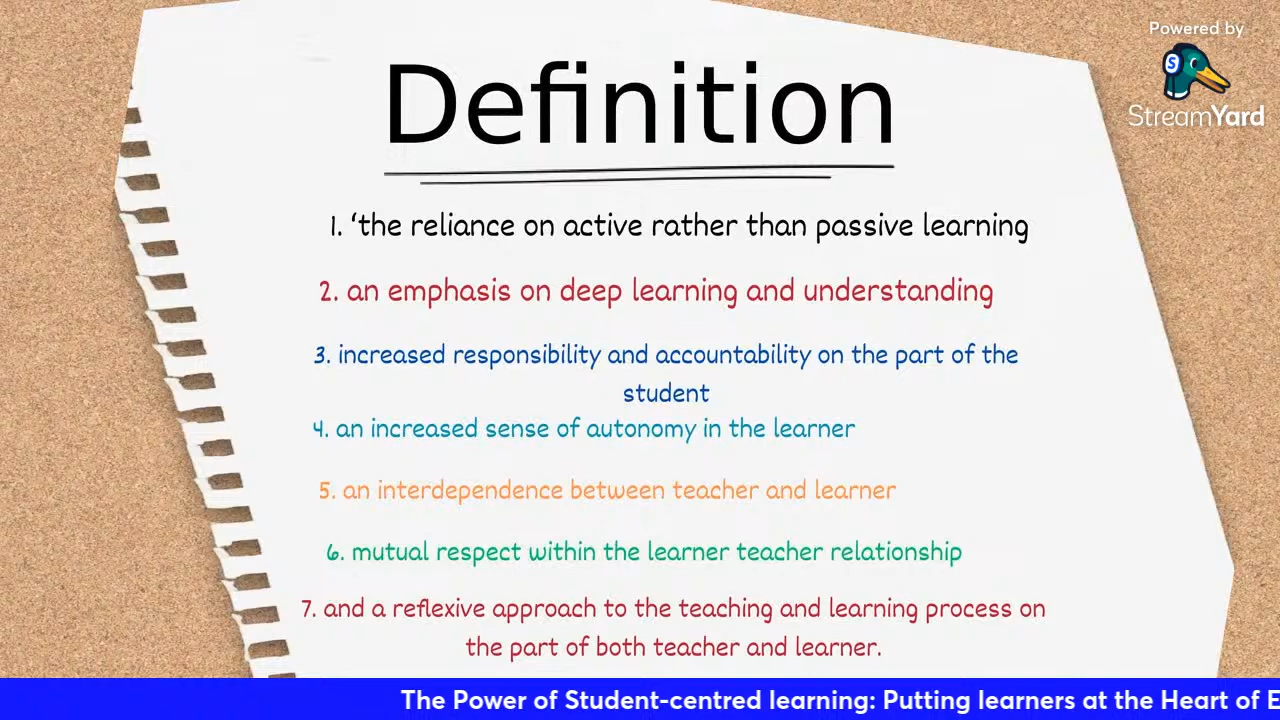 Powered by
StreamYard
Definition
1. ‘the reliance on active rather than passive learning
2. an emphasis on deep learning and understanding
3. increased responsibility and accountability on the part of the
student
4. an increased sense of autonomy in the learner
5. an interdependence between teacher and learner
6. mutual respect within the learner teacher relationship
7. and a reflexive approach to the teaching and learning process on
the part of both teacher and learner.
The Power of Student-centred learning: Putting learners at the Heart of E